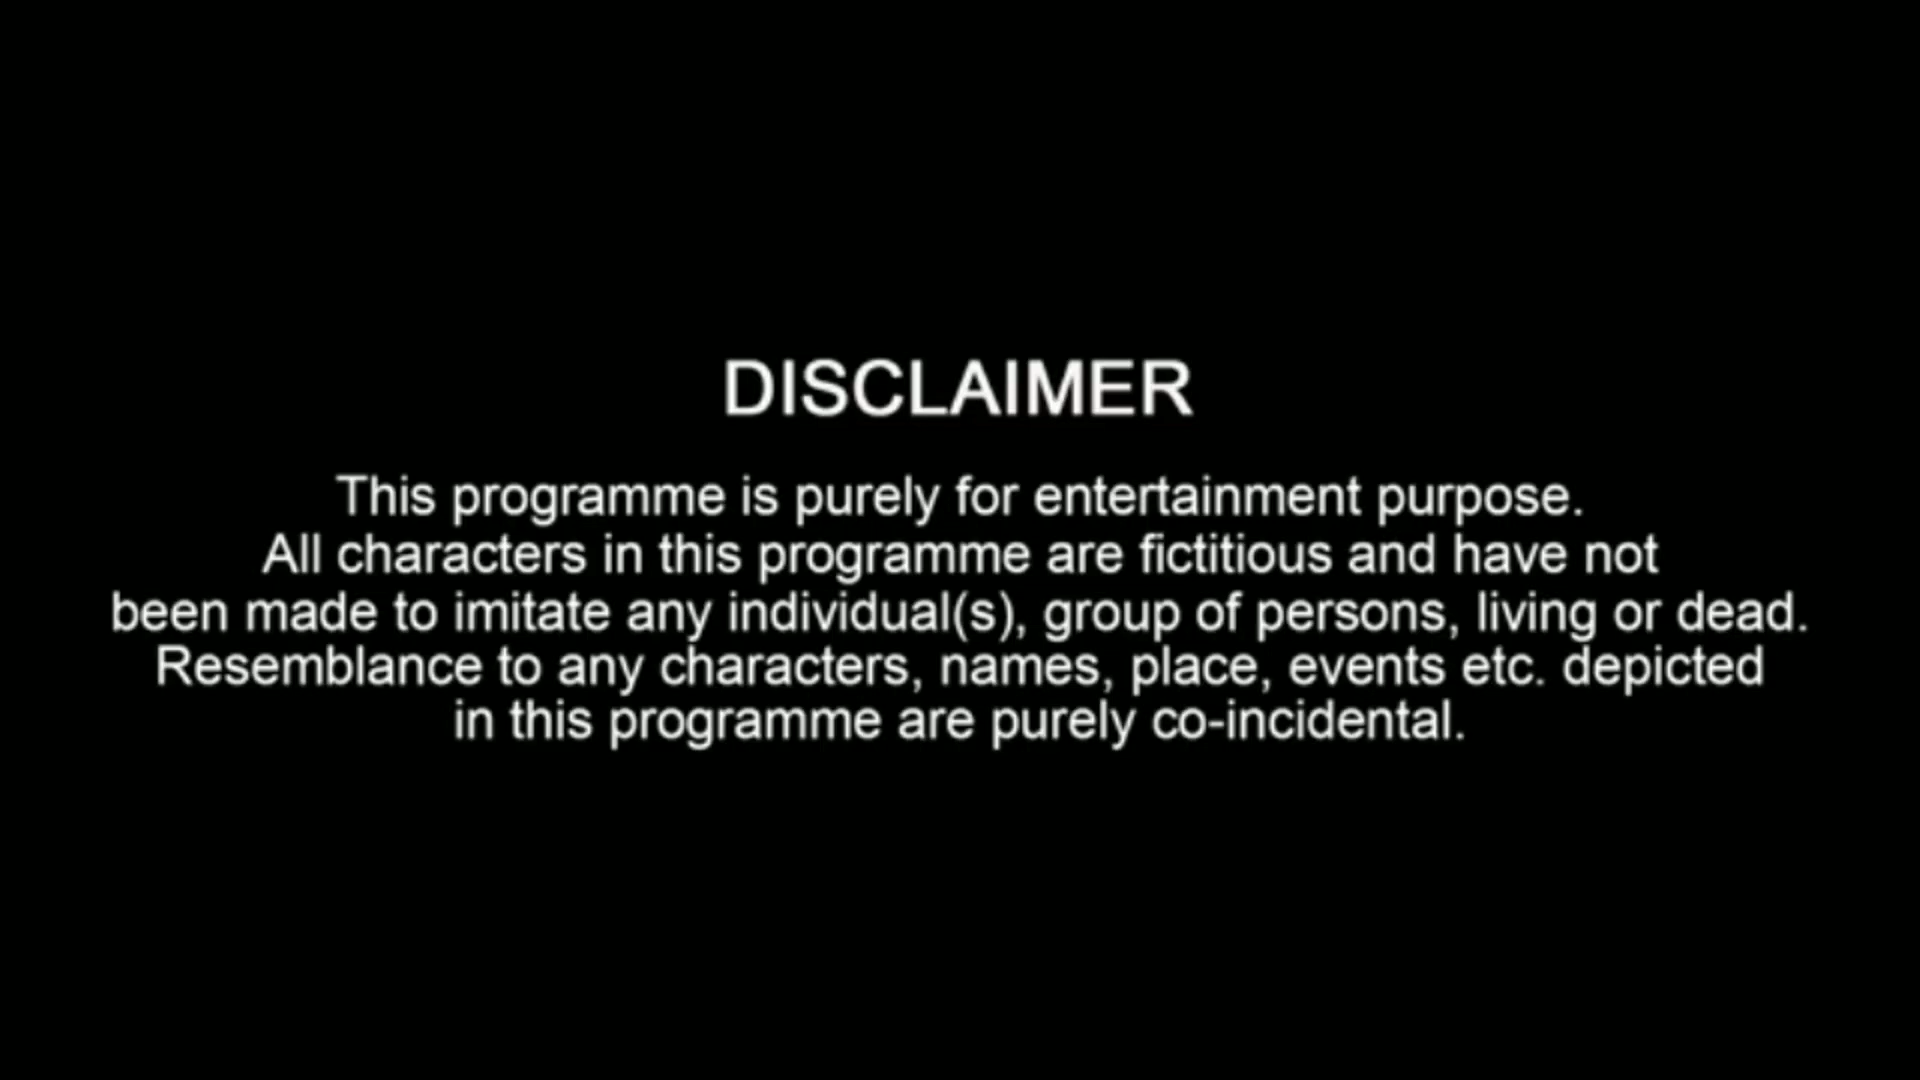 DISCLAIMER
This programme is purely for entertainment purpose.
All characters in this programme are fictitious and have not
been made to imitate any individual(s), group of persons, living or dead.
Resemblance to any characters, names, place, events etc. depicted
in this programme are purely co-incidental.